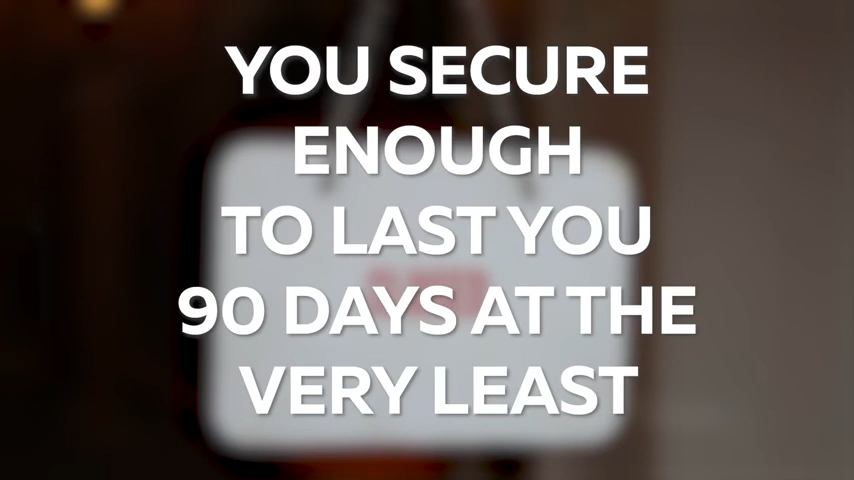 YOU SECURE
ENOUGH
TO LAST YOU
90 DAYS AT THE
VERY LEAST